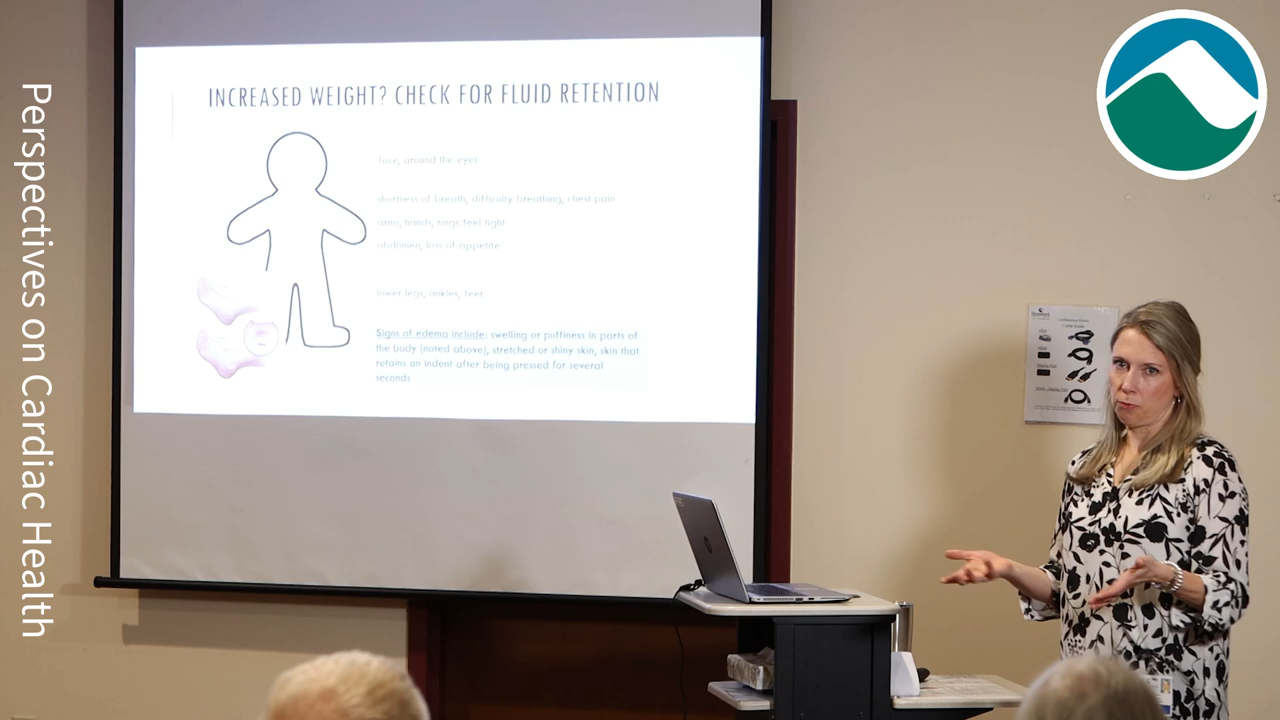 Perspectives on Cardiac Health
INCREASED WEIGHT? CHECK FOR FLUID RETENTION
face, around the eyes
shortness of breath, difficulty breathing, chest pain
arms, hands, rings feel tight
abdomen, loss of appetite
lower legs, ankles, feet
Signs of edema include: swelling or puffiness in parts of
the body (noted above), stretched or shiny skin, skin that
retains an indent after being pressed for several
seconds